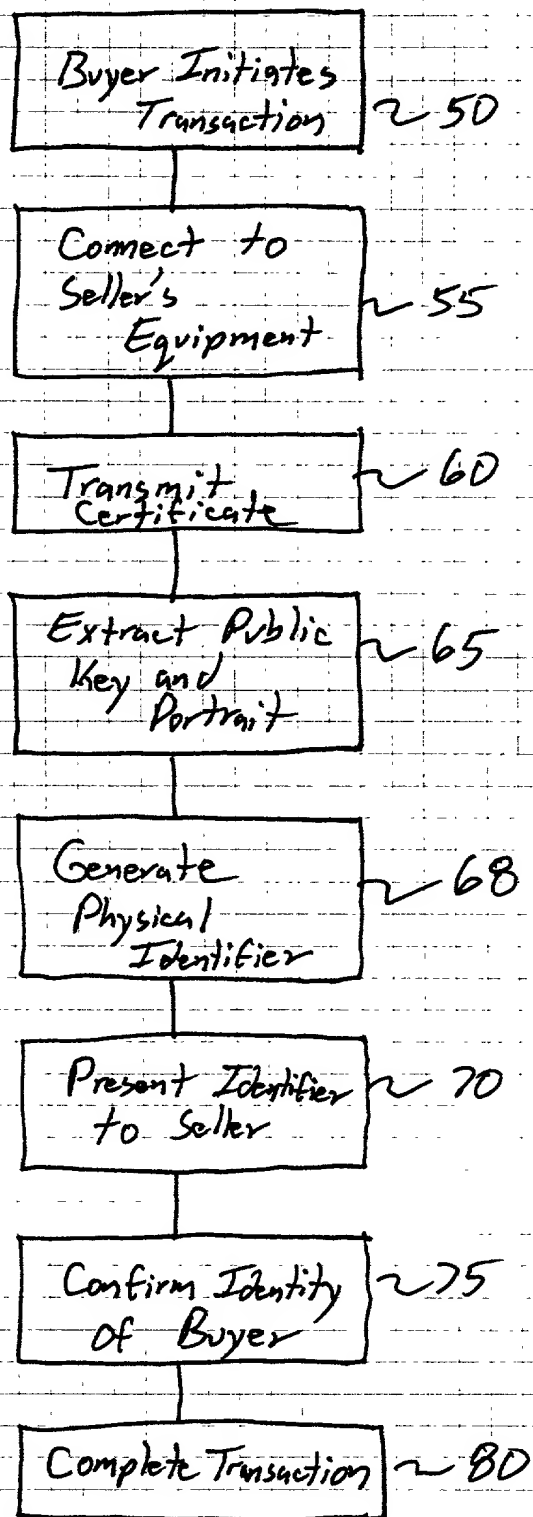 Buyer Initiates
Transaction
~ 50
Connect to
Seller's
Equipment
~ 55
Transmit
Certificate
~ 60
Extract Public
Key and
Portrait
~ 65
Generate
Physical
Identifier
~ 68
Present Identifier
to Seller
~ 70
Confirm Identity
of Buyer
~ 75
Complete Transaction
~ 80